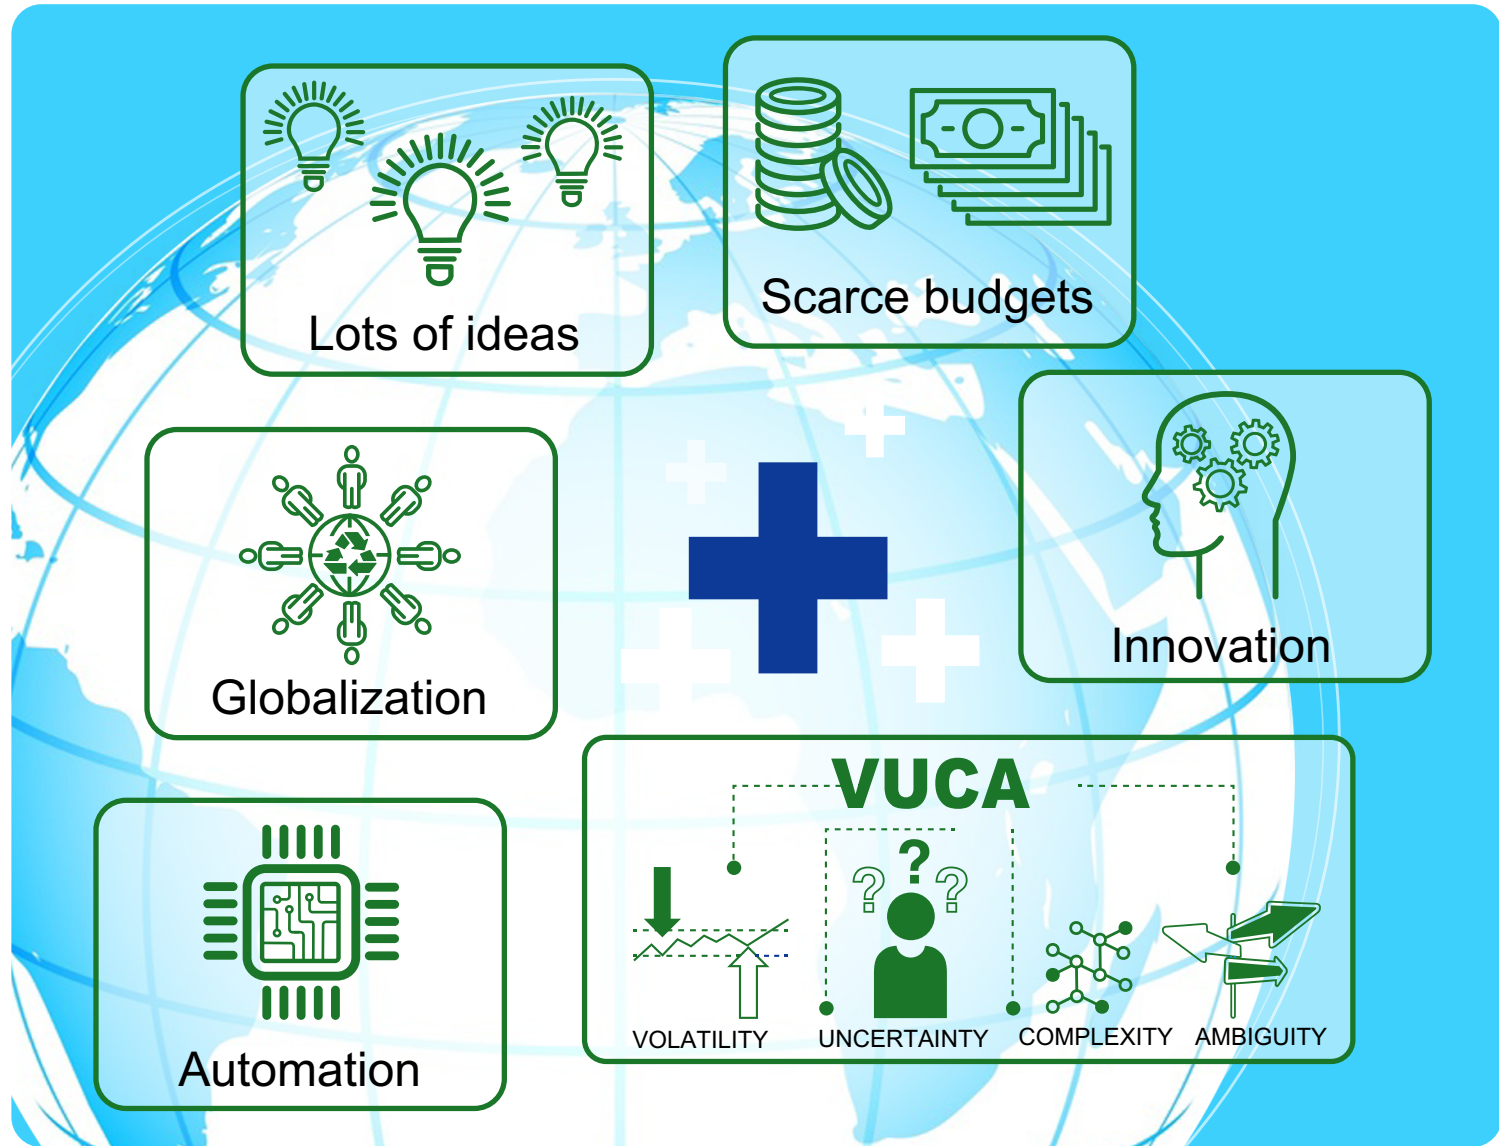 Lots of ideas
Scarce budgets
Globalization
Innovation
Automation
VUCA
???
VOLATILITY
UNCERTAINTY
COMPLEXITY
AMBIGUITY